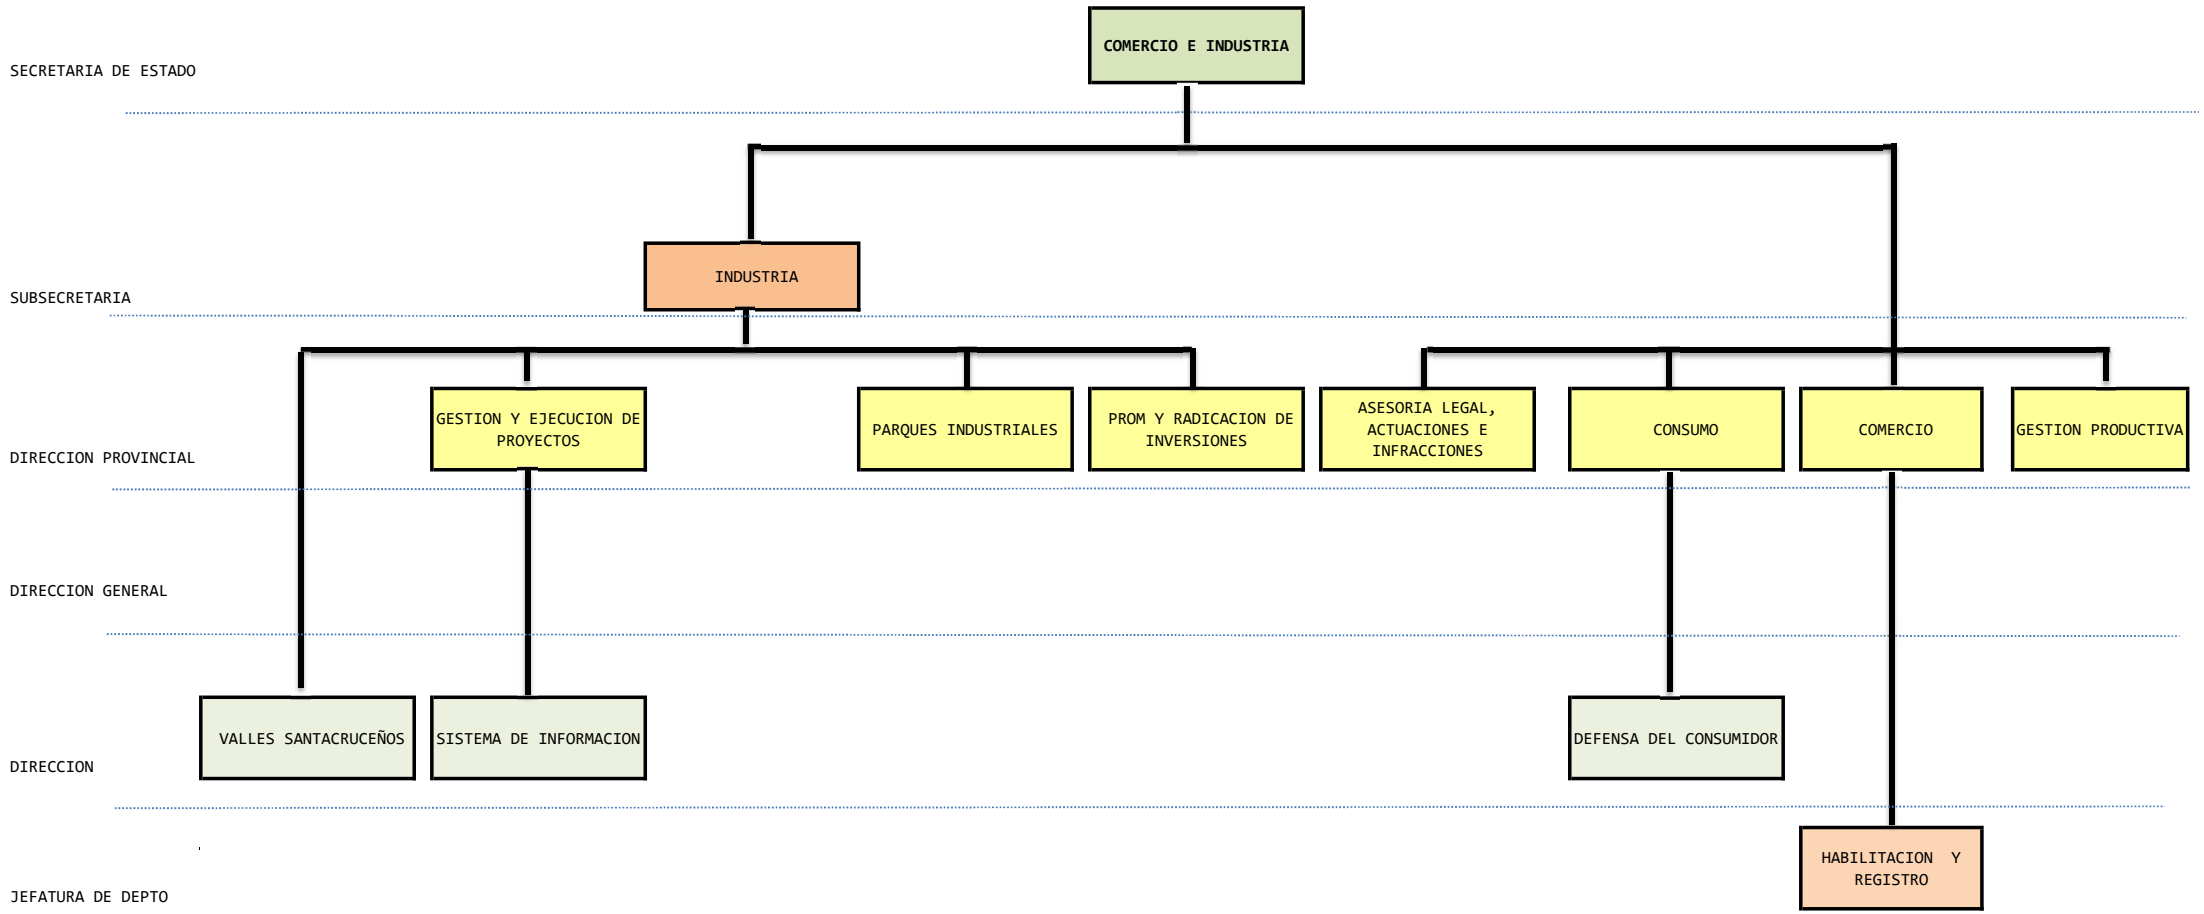 COMERCIO E INDUSTRIA
SECRETARIA DE ESTADO
INDUSTRIA
SUBSECRETARIA
GESTION Y EJECUCION DE
PROYECTOS
PARQUES INDUSTRIALES
PROM Y RADICACION DE
INVERSIONES
ASESORIA LEGAL,
ACTUACIONES E
INFRACCIONES
CONSUMO
COMERCIO
GESTION PRODUCTIVA
DIRECCION PROVINCIAL
DIRECCION GENERAL
VALLES SANTACRUCEÑOS
SISTEMA DE INFORMACION
DEFENSA DEL CONSUMIDOR
DIRECCION
HABILITACION Y
REGISTRO
JEFATURA DE DEPTO